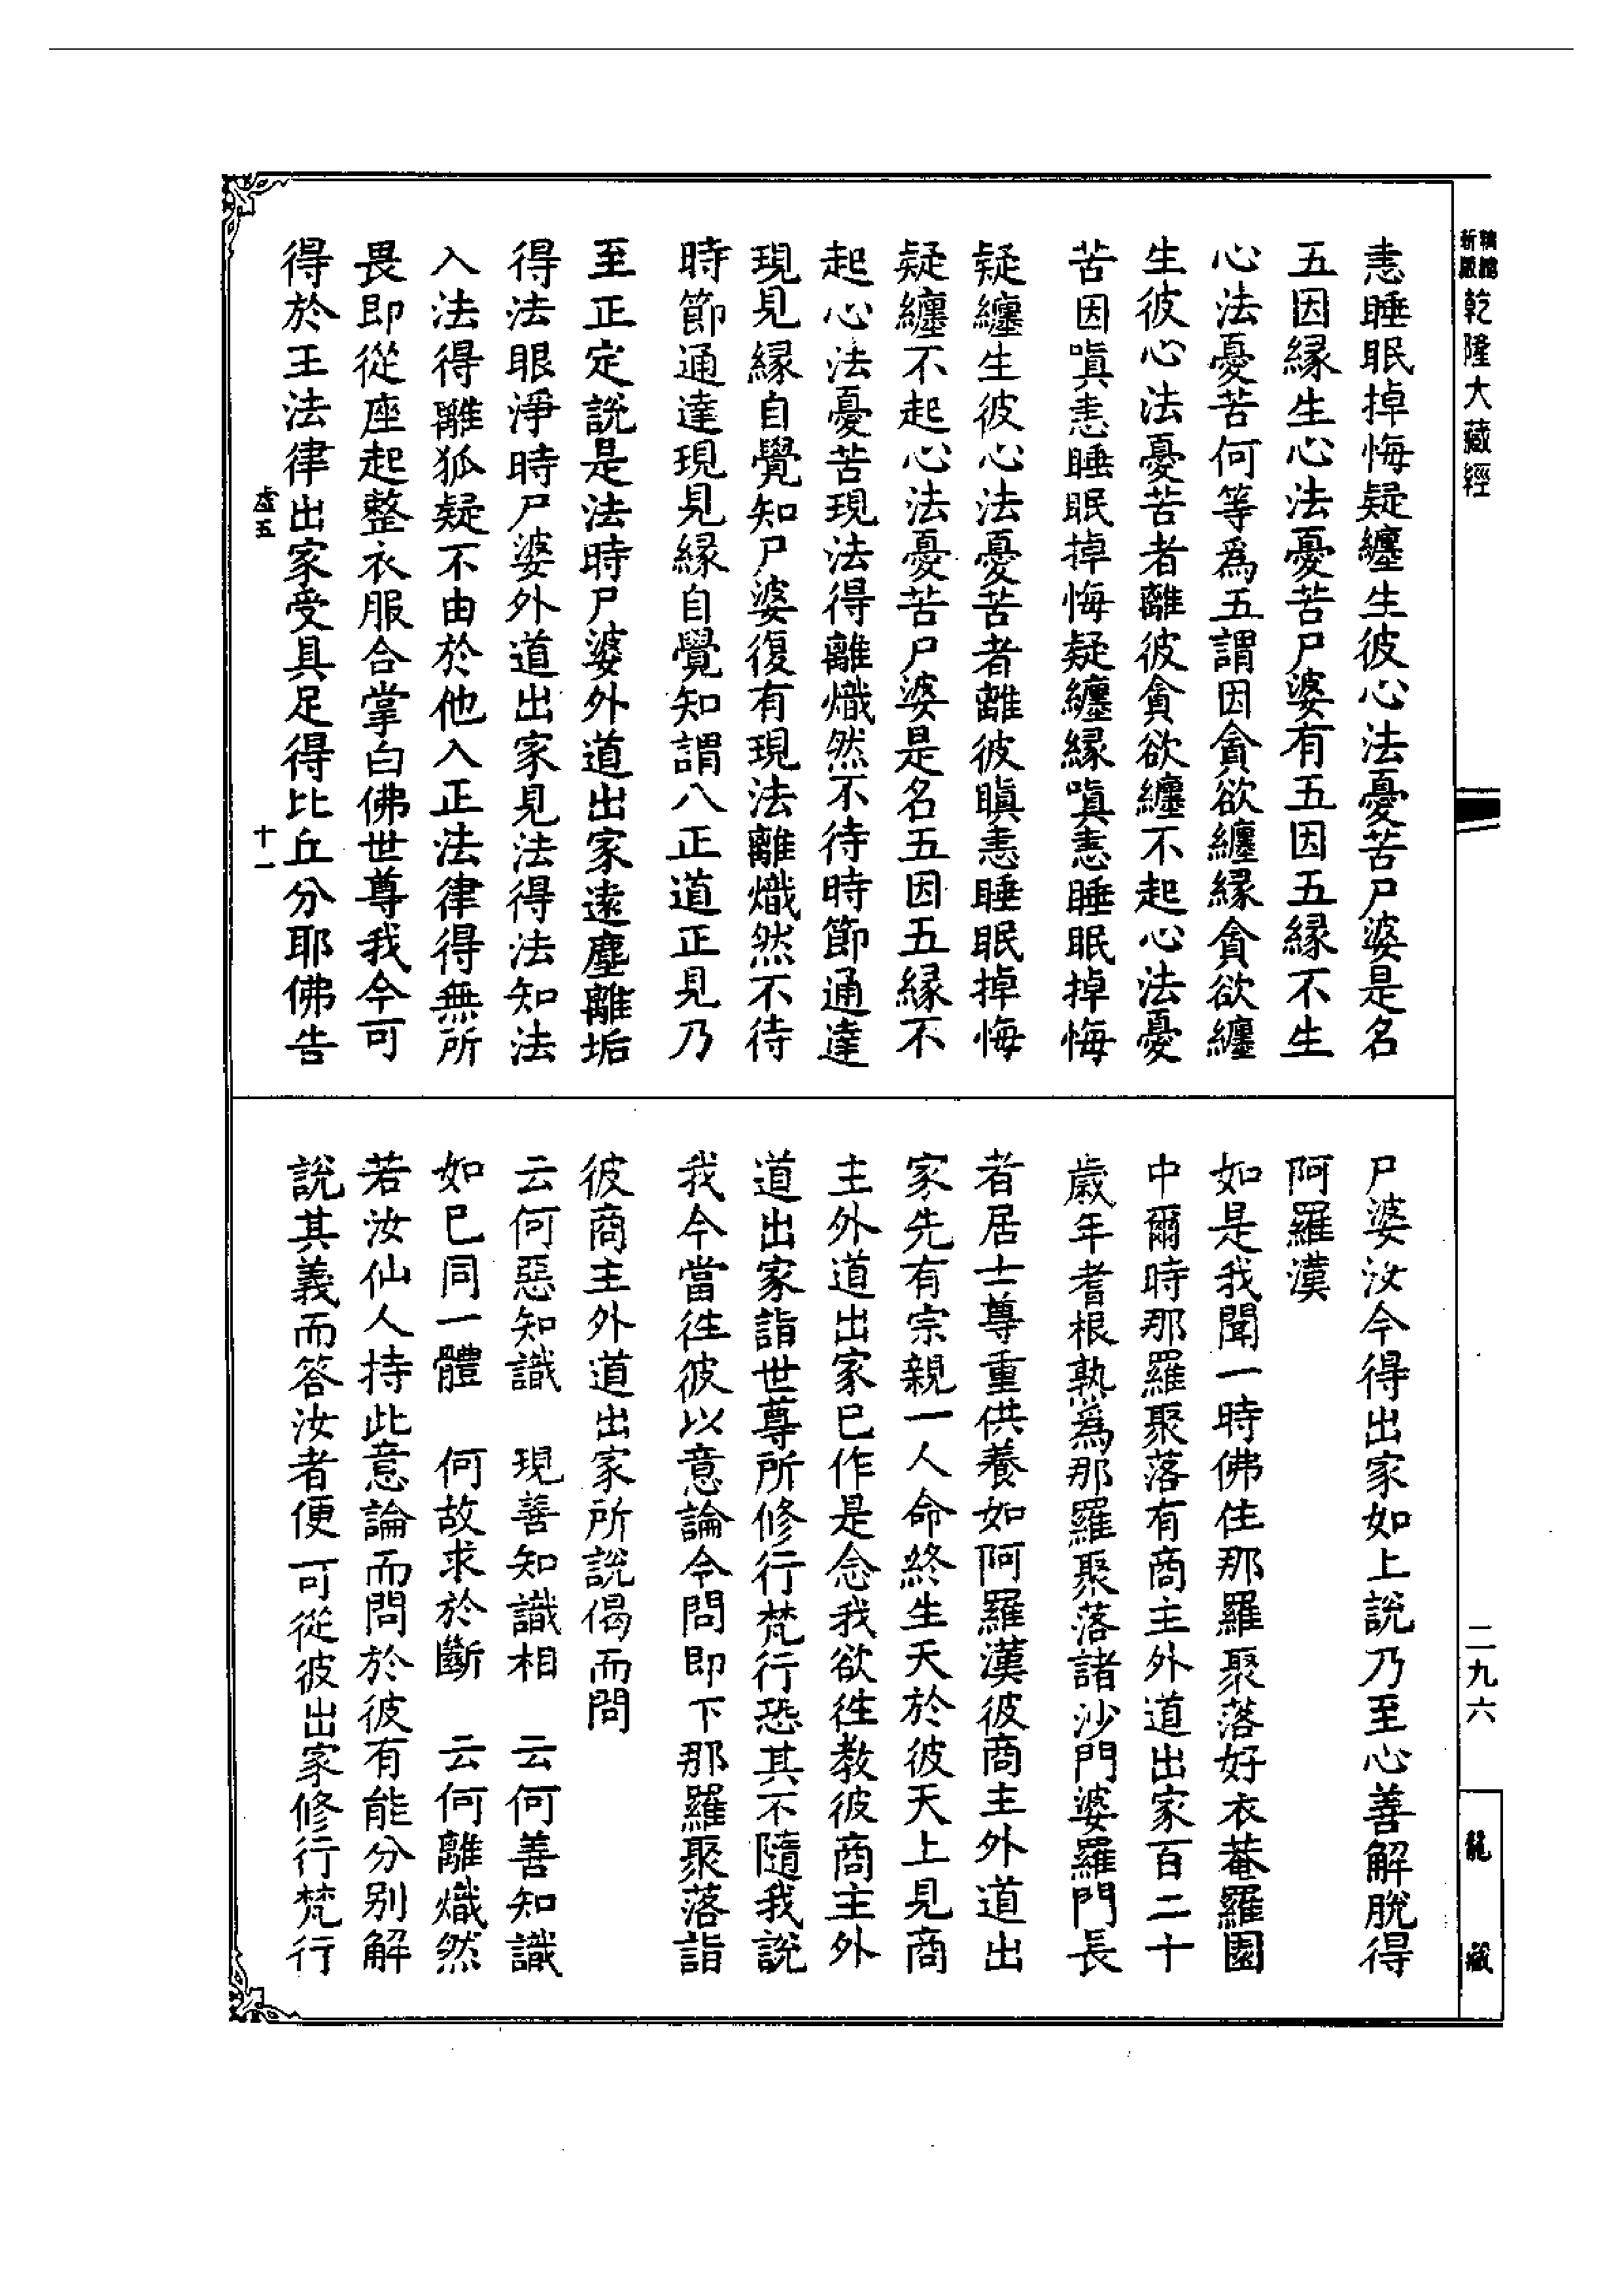 乾隆大藏經
恚睡眠掉悔疑纏生彼心法憂苦尸婆是名
五因緣生心法憂苦尸婆有五因五緣不生
心法憂苦何等爲五謂因貪欲纏緣貪欲纏
生彼心法憂苦者離彼貪欲纏不起心法憂
苦因嗔恚睡眠掉悔疑纏緣嗔恚睡眠掉悔
疑纏生彼心法憂苦者離彼瞋恚睡眠掉悔
疑纏不起心法憂苦尸婆是名五因五緣不
起心法憂苦現法得離熾然不待時節通達
現見緣自覺知尸婆復有現法離熾然不待
時節通達現見緣自覺知謂八正道正見乃
至正定說是法時尸婆外道出家遠塵離垢
得法眼淨時尸婆外道出家見法得法知法
入法得離狐疑不由於他入正法律得無所
畏即從座起整衣服合掌白佛世尊我今可
得於王法律出家受具足得比丘分耶佛告
五
十一
尸婆汝今得出家如上說乃至心善解脫得
阿羅漢
如是我聞一時佛住那羅聚落好衣菴羅園
中爾時那羅聚落有商主外道出家百二十
歲年耆根熟爲那羅聚落諸沙門婆羅門長
者居士尊重供養如阿羅漢彼商主外道出
家先有宗親一人命終生天於彼天上見商
主外道出家已作是念我欲往教彼商主外
道出家詣世尊所修行梵行恐其不隨我說
我今當往彼以意論令問即下那羅聚落詣
彼商主外道出家所說偈而問
云何惡知識　現善知識相　云何善知識
如已同一體　何故求於斷　云何離熾然
若汝仙人持此意論而問於彼有能分別解
說其義而答汝者便可從彼出家修行梵行
二九六
龍藏